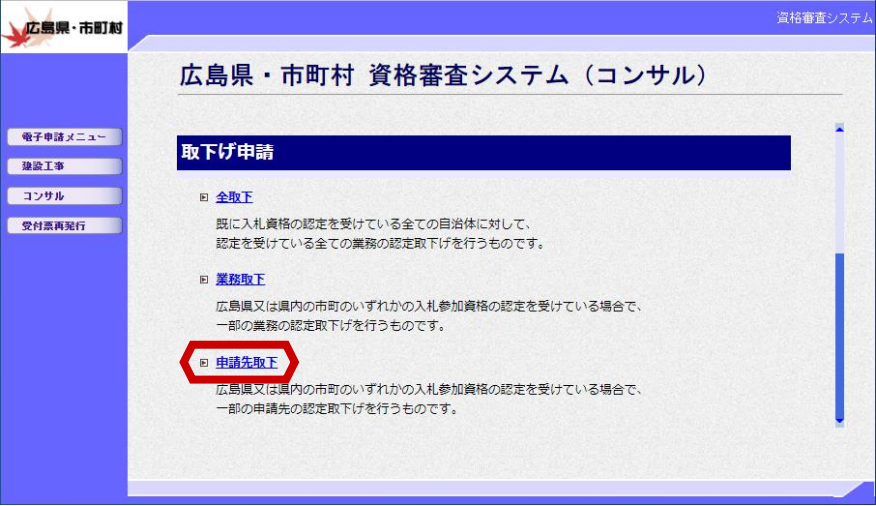 広島県・市町村
資格審査システム
広島県・市町村 資格審査システム（コンサル）
電子申請メニュー
建設工事
コンサル
受付票再発行
取下げ申請
全取下
既に入札資格の認定を受けている全ての自治体に対して、
認定を受けている全ての業務の認定取下げを行うものです。
業務取下
広島県又は県内の市町のいずれかの入札参加資格の認定を受けている場合で、
一部の業務の認定取下げを行うものです。
申請先取下
広島県又は県内の市町のいずれかの入札参加資格の認定を受けている場合で、
一部の申請先の認定取下げを行うものです。